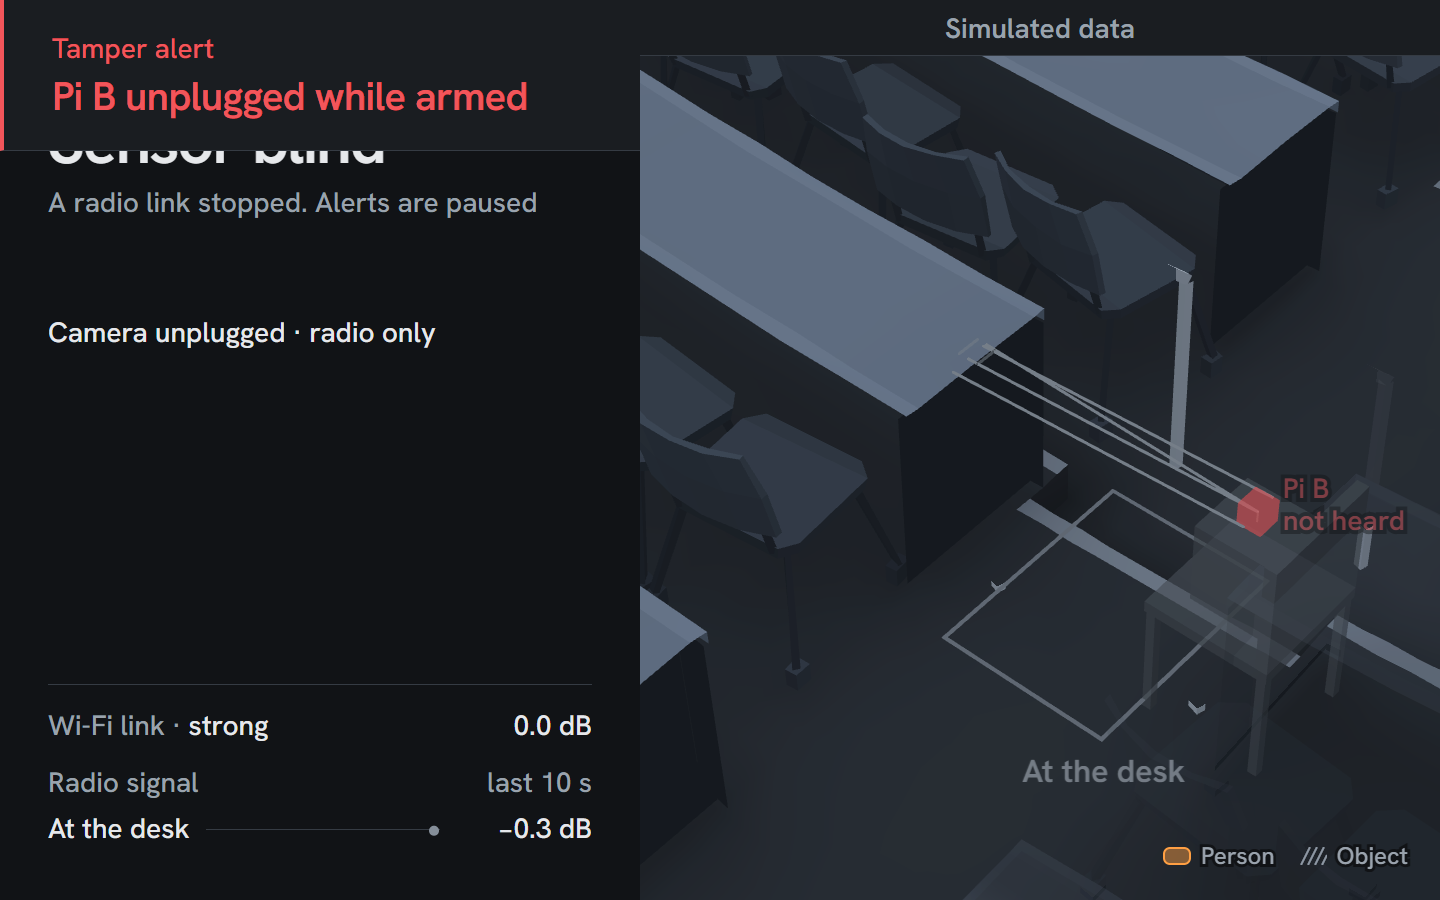 Tamper alert
Pi B unplugged while armed
Sensor blind
A radio link stopped. Alerts are paused
Camera unplugged · radio only
Wi-Fi link · strong 0.0 dB
Radio signal last 10 s
At the desk −0.3 dB
Simulated data
Pi B
not heard
At the desk
Person Object